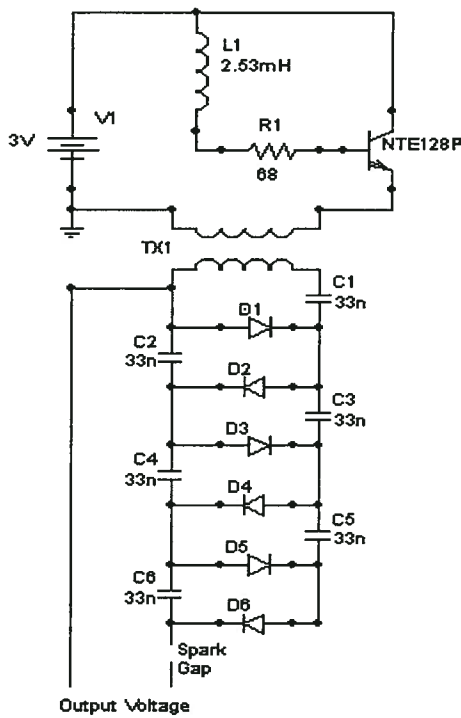 L1
2.53mH
V1
3V
R1
68
NTE128P
TX1
C1
33n
D1
C2
33n
D2
C3
33n
D3
C4
33n
D4
C5
33n
D5
C6
33n
D6
Spark
Gap
Output Voltage